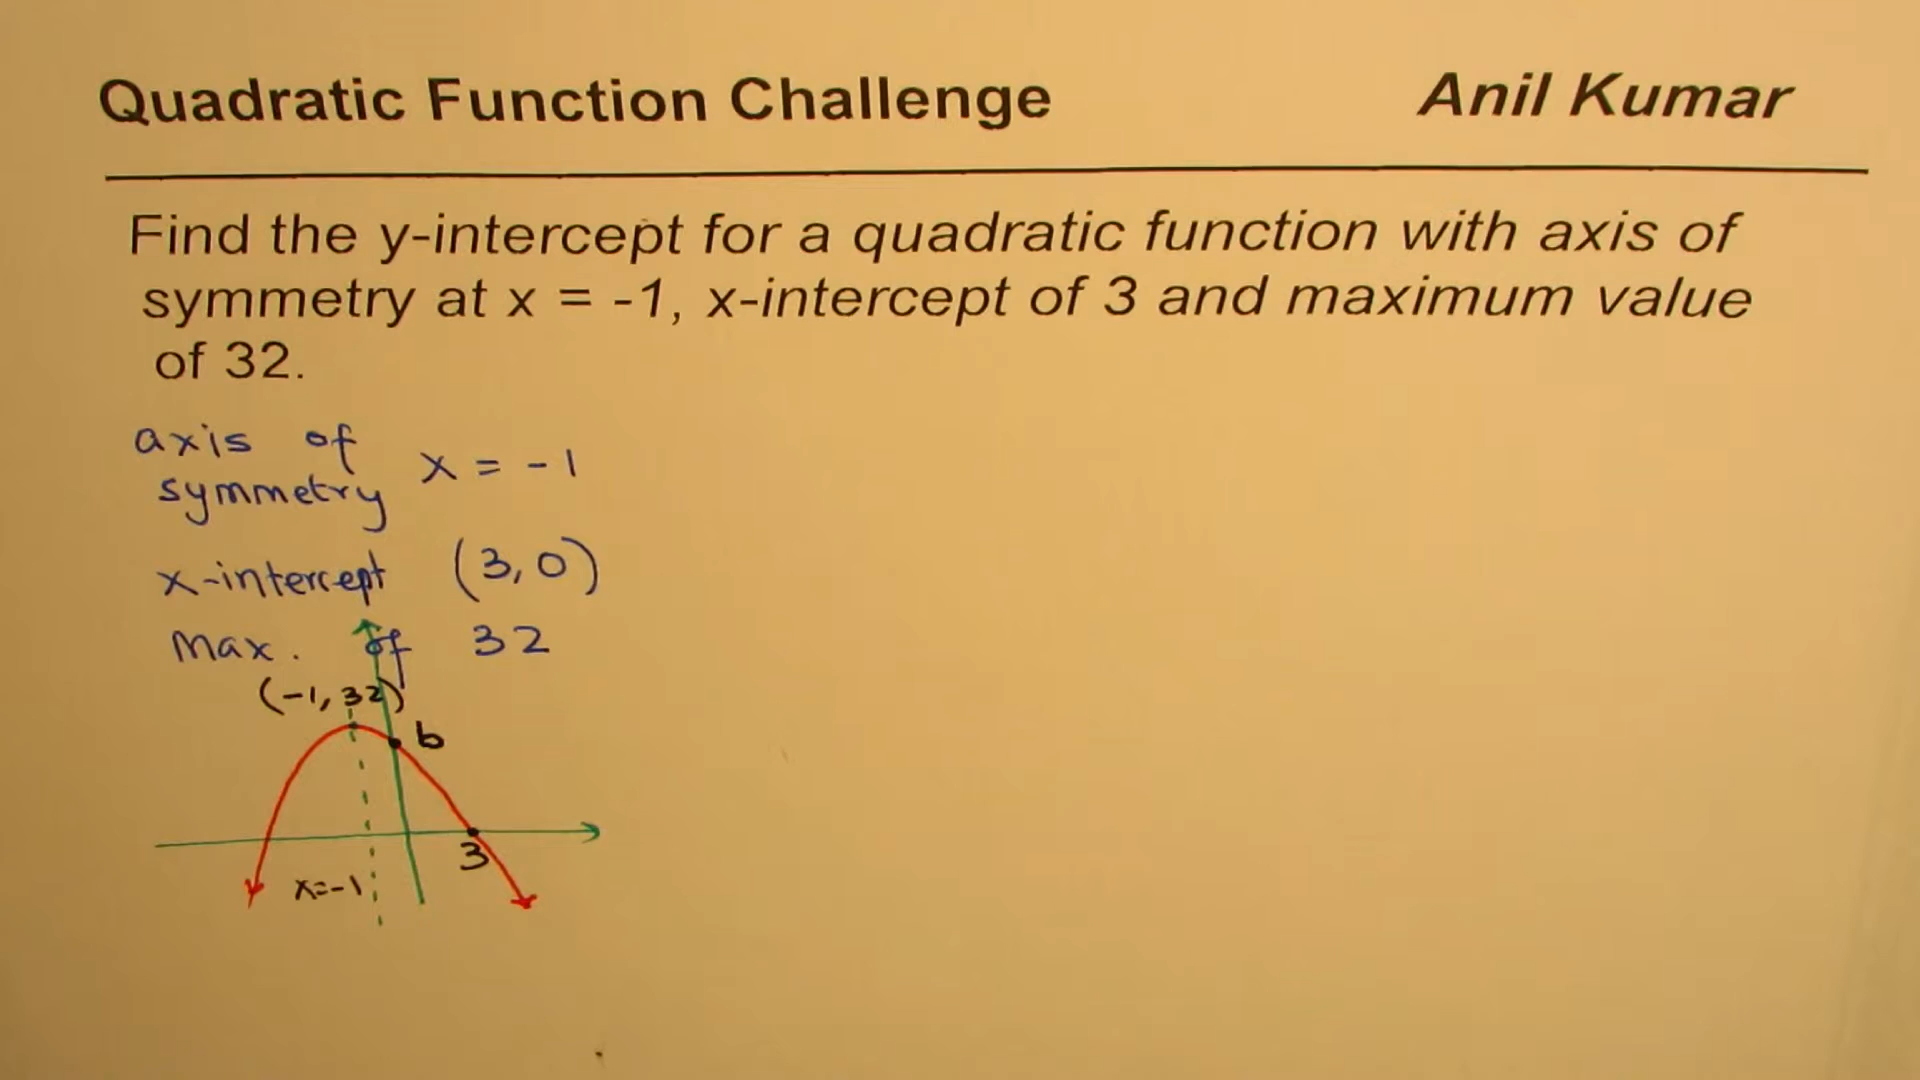 Quadratic Function Challenge
Anil Kumar
Find the y-intercept for a quadratic function with axis of
symmetry at x = -1, x-intercept of 3 and maximum value
of 32.
axis of
symmetry x = -1
x-intercept (3,0)
Max. of 32
(-1, 32)
b
3
x=-1